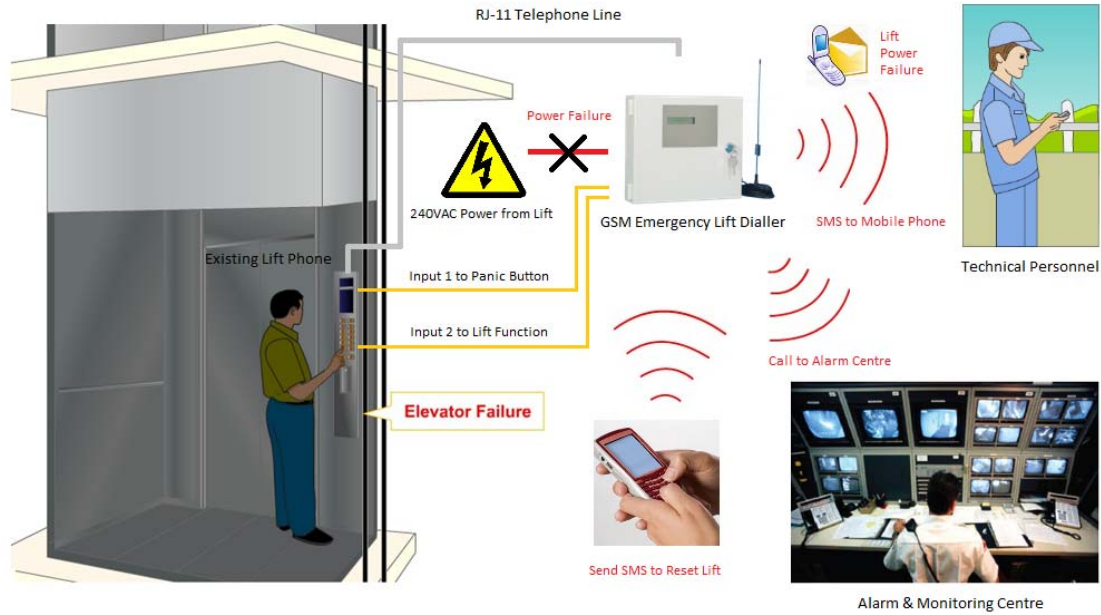 RJ-11 Telephone Line
Lift
Power
Failure
Power Failure
240VAC Power from Lift
GSM Emergency Lift Dialler
SMS to Mobile Phone
Existing Lift Phone
Technical Personnel
Input 1 to Panic Button
Input 2 to Lift Function
Call to Alarm Centre
Elevator Failure
Send SMS to Reset Lift
Alarm & Monitoring Centre